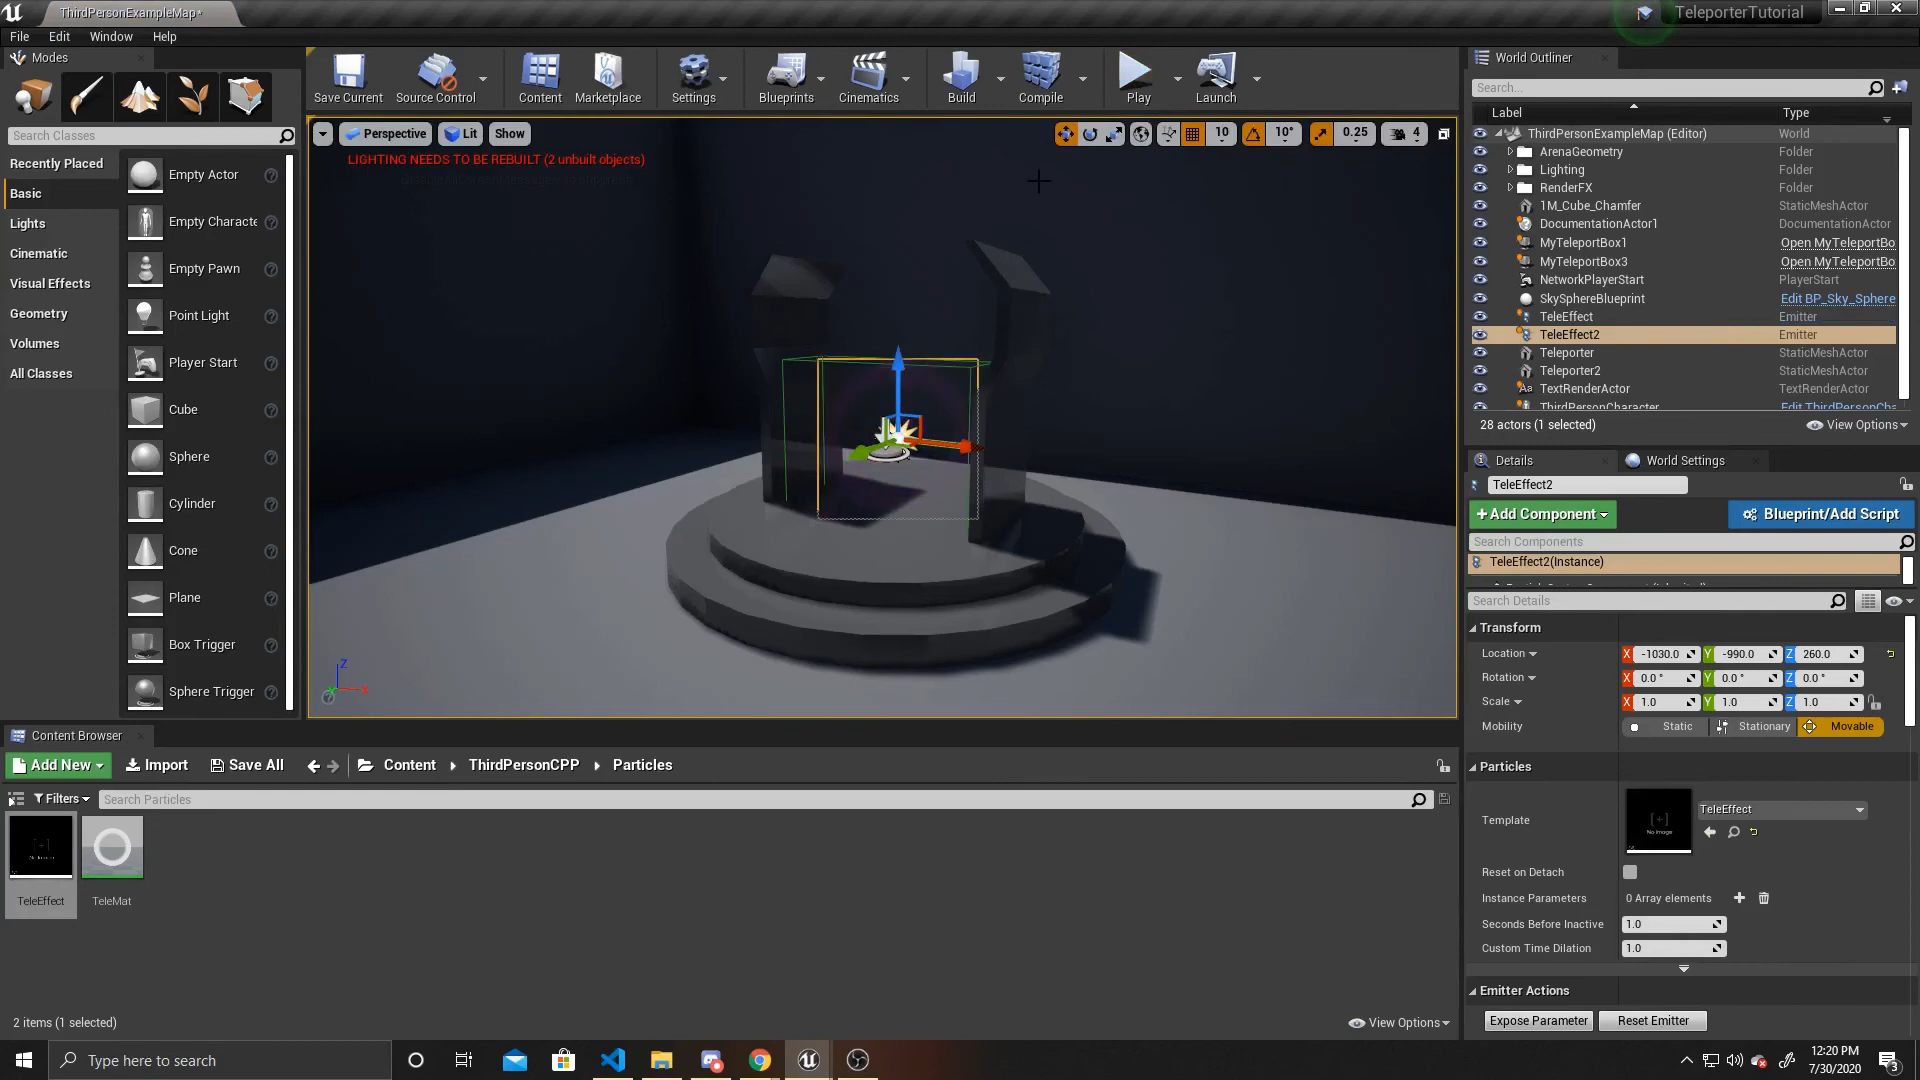 ThirdPersonExampleMap*
TeleporterTutorial
File Edit Window Help
Modes
Search Classes
Recently Placed
Basic
Lights
Cinematic
Visual Effects
Geometry
Volumes
All Classes
Empty Actor
Empty Characte
Empty Pawn
Point Light
Player Start
Cube
Sphere
Cylinder
Cone
Plane
Box Trigger
Sphere Trigger
Save Current
Source Control
Content
Marketplace
Settings
Blueprints
Cinematics
Build
Compile
Play
Launch
Perspective
Lit
Show
10
10°
0.25
4
LIGHTING NEEDS TO BE REBUILT (2 unbuilt objects)
Z
X
World Outliner
Search...
Label Type
ThirdPersonExampleMap (Editor) World
ArenaGeometry Folder
Lighting Folder
RenderFX Folder
1M_Cube_Chamfer StaticMeshActor
DocumentationActor1 DocumentationActor
MyTeleportBox1 Open MyTeleportBo
MyTeleportBox3 Open MyTeleportBo
NetworkPlayerStart PlayerStart
SkySphereBlueprint Edit BP_Sky_Sphere
TeleEffect Emitter
TeleEffect2 Emitter
Teleporter StaticMeshActor
Teleporter2 StaticMeshActor
Aa TextRenderActor TextRenderActor
ThirdPersonCharacter Edit ThirdPersonCha
28 actors (1 selected)
View Options
Details
World Settings
TeleEffect2
+ Add Component
Blueprint/Add Script
Search Components
TeleEffect2(Instance)
Search Details
Transform
Location X -1030.0 Y -990.0 Z 260.0
Rotation X 0.0 ° Y 0.0 ° Z 0.0 °
Scale X 1.0 Y 1.0 Z 1.0
Mobility Static Stationary Movable
Particles
Template
[+]
No Image
TeleEffect
Reset on Detach
Instance Parameters 0 Array elements
Seconds Before Inactive 1.0
Custom Time Dilation 1.0
Emitter Actions
Expose Parameter Reset Emitter
Content Browser
Add New Import Save All Content ThirdPersonCPP Particles
Filters Search Particles
TeleEffect
TeleMat
2 items (1 selected)
View Options
Type here to search
12:20 PM
7/30/2020
3